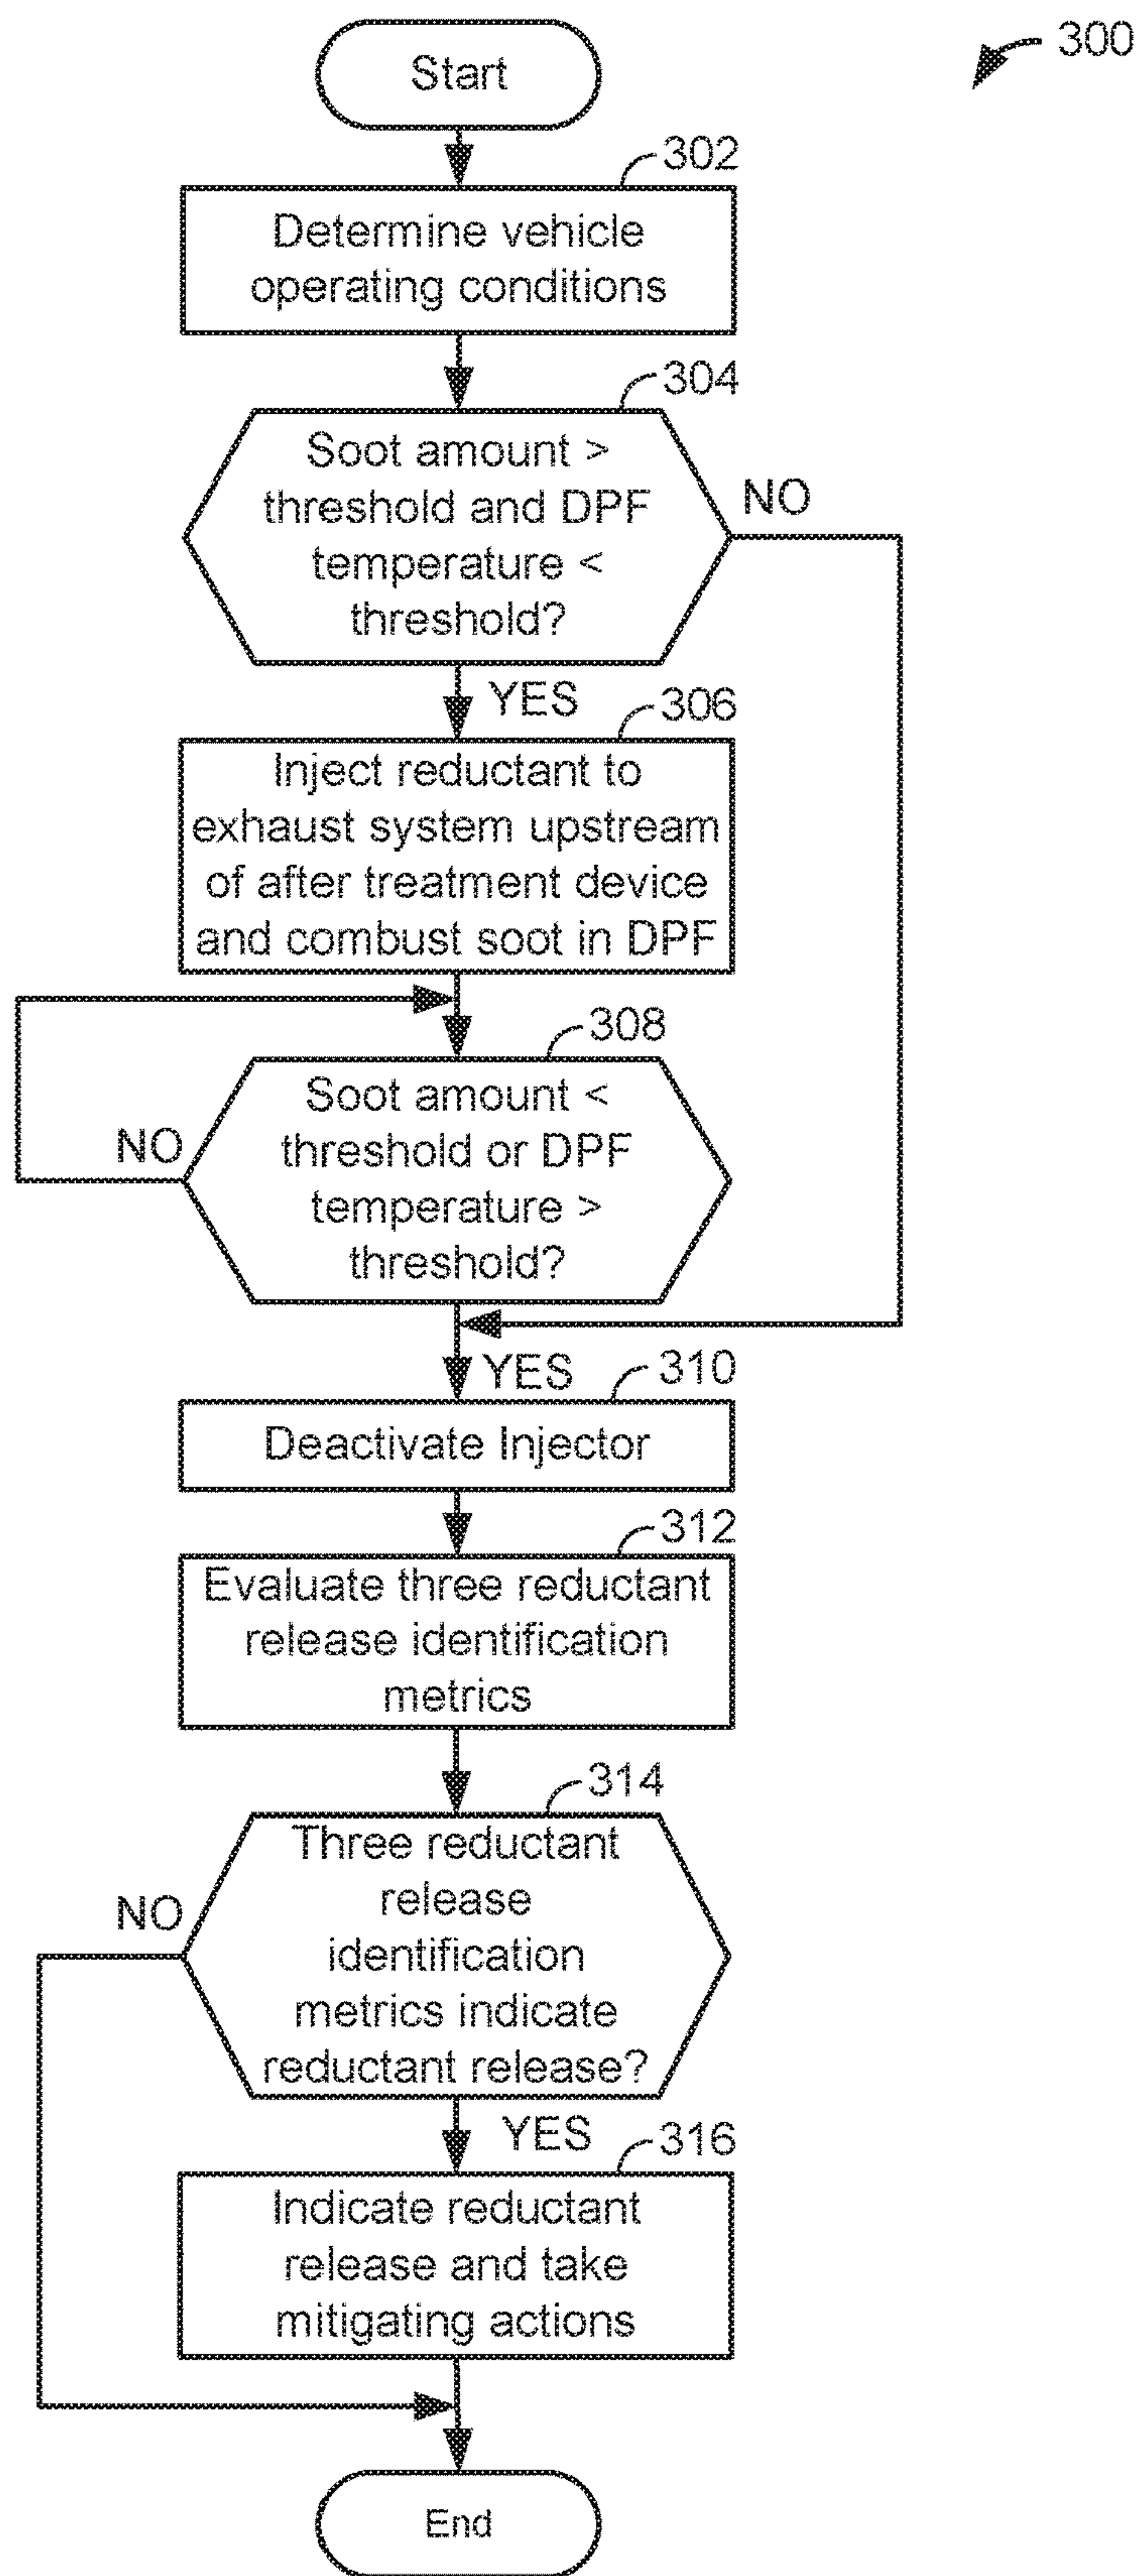 300
Start
302
Determine vehicle
operating conditions
304
Soot amount >
threshold and DPF
temperature <
threshold?
NO
YES
306
Inject reductant to
exhaust system upstream
of after treatment device
and combust soot in DPF
308
Soot amount <
threshold or DPF
temperature >
threshold?
NO
YES
310
Deactivate Injector
312
Evaluate three reductant
release identification
metrics
314
Three reductant
release
identification
metrics indicate
reductant release?
NO
YES
316
Indicate reductant
release and take
mitigating actions
End